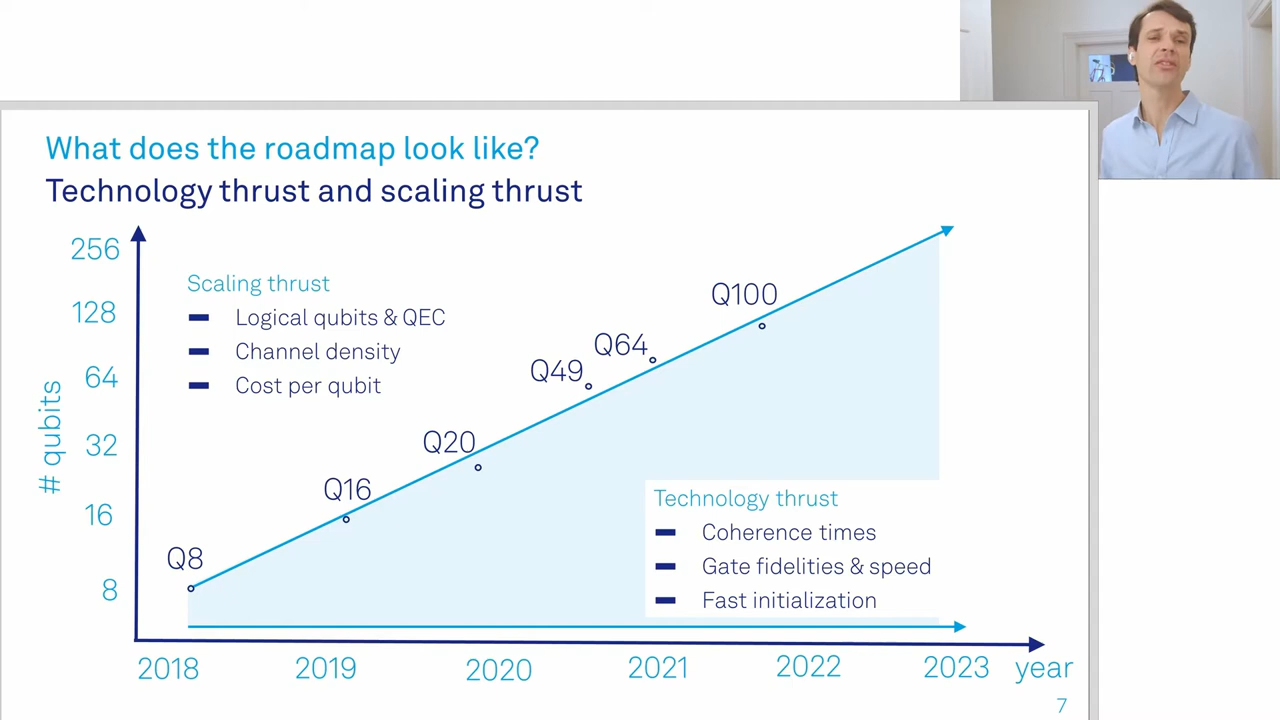 What does the roadmap look like?
Technology thrust and scaling thrust
256
128
64
32
16
8
# qubits
Scaling thrust
Logical qubits & QEC
Channel density
Cost per qubit
Q8
Q16
Q20
Q49
Q64
Q100
Technology thrust
Coherence times
Gate fidelities & speed
Fast initialization
2018 2019 2020 2021 2022 2023 year
7